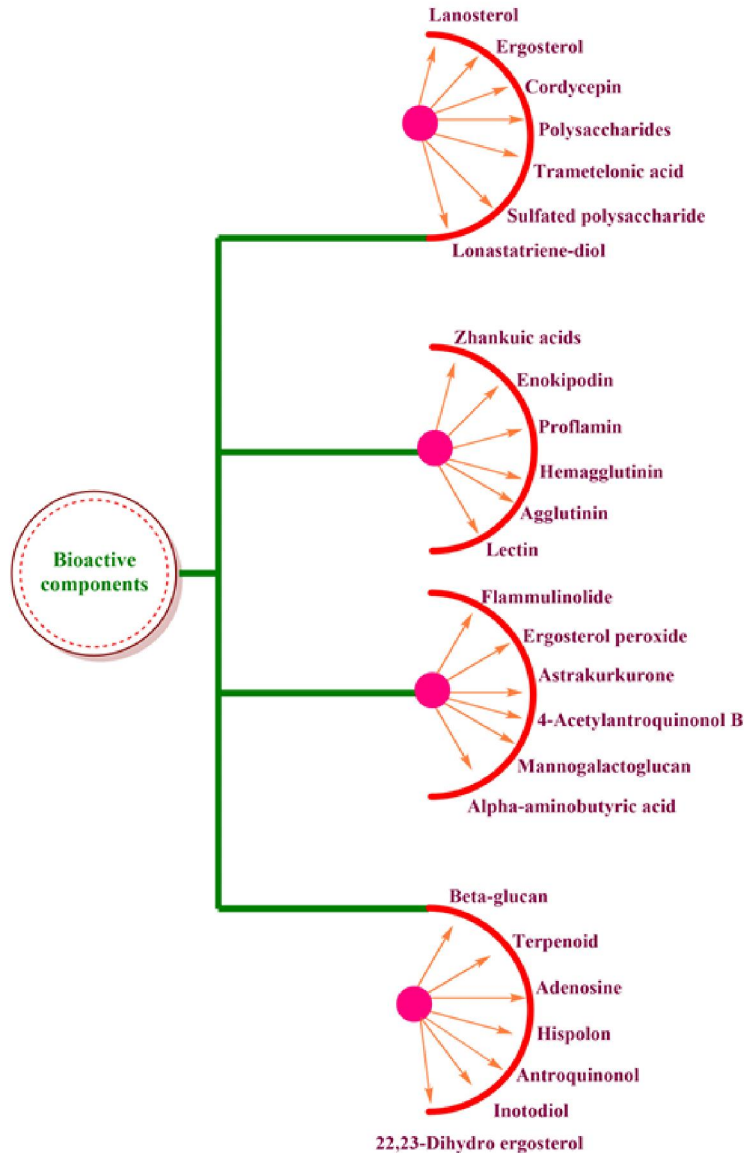 Lanosterol
Ergosterol
Cordycepin
Polysaccharides
Trametelonic acid
Sulfated polysaccharide
Lonastatriene-diol
Zhankuic acids
Enokipodin
Proflamin
Hemagglutinin
Agglutinin
Lectin
Bioactive
components
Flammulinolide
Ergosterol peroxide
Astrakurkurone
4-Acetylantroquinonol B
Mannogalactoglucan
Alpha-aminobutyric acid
Beta-glucan
Terpenoid
Adenosine
Hispolon
Antroquinonol
Inotodiol
22,23-Dihydro ergosterol